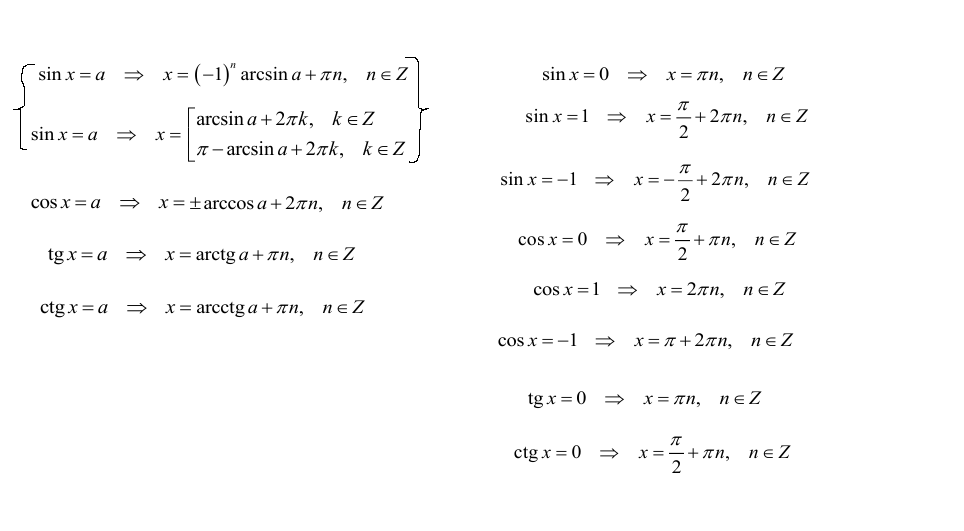 sin x = a ⇒ x = (−1)ⁿ arcsin a + πn, n ∈ Z
sin x = a ⇒ x = [ arcsin a + 2πk, k ∈ Z
π − arcsin a + 2πk, k ∈ Z
cos x = a ⇒ x = ± arccos a + 2πn, n ∈ Z
tg x = a ⇒ x = arctg a + πn, n ∈ Z
ctg x = a ⇒ x = arcctg a + πn, n ∈ Z
sin x = 0 ⇒ x = πn, n ∈ Z
sin x = 1 ⇒ x = π/2 + 2πn, n ∈ Z
sin x = −1 ⇒ x = −π/2 + 2πn, n ∈ Z
cos x = 0 ⇒ x = π/2 + πn, n ∈ Z
cos x = 1 ⇒ x = 2πn, n ∈ Z
cos x = −1 ⇒ x = π + 2πn, n ∈ Z
tg x = 0 ⇒ x = πn, n ∈ Z
ctg x = 0 ⇒ x = π/2 + πn, n ∈ Z